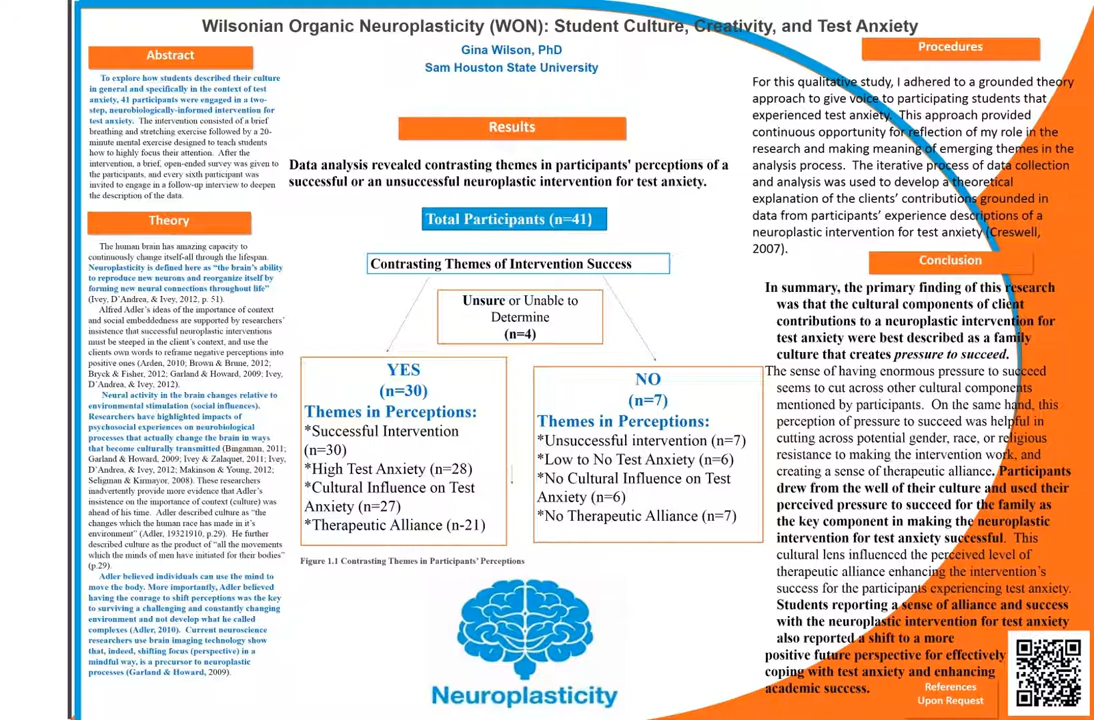 Wilsonian Organic Neuroplasticity (WON): Student Culture, Creativity, and Test Anxiety
Gina Wilson, PhD
Sam Houston State University
Abstract
To explore how students described their culture
in general and specifically in the context of test
anxiety, 41 participants were engaged in a two-
step, neurobiologically-informed intervention for
test anxiety. The intervention consisted of a brief
breathing and stretching exercise followed by a 20-
minute mental exercise designed to teach students
how to highly focus their attention. After the
intervention, a brief, open-ended survey was given to
the participants, and every sixth participant was
invited to engage in a follow-up interview to deepen
the description of the data.
Theory
The human brain has amazing capacity to
continuously change itself-all through the lifespan.
Neuroplasticity is defined here as “the brain’s ability
to reproduce new neurons and reorganize itself by
forming new neural connections throughout life”
(Ivey, D’Andrea, & Ivey, 2012, p. 51).
Alfred Adler’s ideas of the importance of context
and social embeddedness are supported by researchers’
insistence that successful neuroplastic interventions
must be steeped in the client’s context, and use the
clients own words to reframe negative perceptions into
positive ones (Arden, 2010; Brown & Brune, 2012;
Bryck & Fisher, 2012; Garland & Howard, 2009; Ivey,
D’Andrea, & Ivey, 2012).
Neural activity in the brain changes relative to
environmental stimulation (social influences).
Researchers have highlighted impacts of
psychosocial experiences on neurobiological
processes that actually change the brain in ways
that become culturally transmitted (Bingaman, 2011;
Garland & Howard, 2009; Ivey & Zalaquet, 2011; Ivey,
D’Andrea, & Ivey, 2012; Makinson & Young, 2012;
Seligman & Kirmayor, 2008). These researchers
inadvertently provide more evidence that Adler’s
insistence on the importance of context (culture) was
ahead of his time. Adler described culture as “the
changes which the human race has made in it’s
environment” (Adler, 19321910, p.29). He further
described culture as the product of “all the movements
which the minds of men have initiated for their bodies”
(p.29).
Adler believed individuals can use the mind to
move the body. More importantly, Adler believed
having the courage to shift perceptions was the key
to surviving a challenging and constantly changing
environment and not develop what he called
complexes (Adler, 2010). Current neuroscience
researchers use brain imaging technology show
that, indeed, shifting focus (perspective) in a
mindful way, is a precursor to neuroplastic
processes (Garland & Howard, 2009).
Results
Data analysis revealed contrasting themes in participants' perceptions of a
successful or an unsuccessful neuroplastic intervention for test anxiety.
Total Participants (n=41)
Contrasting Themes of Intervention Success
Unsure or Unable to
Determine
(n=4)
YES
(n=30)
Themes in Perceptions:
*Successful Intervention
(n=30)
*High Test Anxiety (n=28)
*Cultural Influence on Test
Anxiety (n=27)
*Therapeutic Alliance (n-21)
NO
(n=7)
Themes in Perceptions:
*Unsuccessful intervention (n=7)
*Low to No Test Anxiety (n=6)
*No Cultural Influence on Test
Anxiety (n=6)
*No Therapeutic Alliance (n=7)
Figure 1.1 Contrasting Themes in Participants’ Perceptions
Neuroplasticity
Procedures
For this qualitative study, I adhered to a grounded theory
approach to give voice to participating students that
experienced test anxiety. This approach provided
continuous opportunity for reflection of my role in the
research and making meaning of emerging themes in the
analysis process. The iterative process of data collection
and analysis was used to develop a theoretical
explanation of the clients’ contributions grounded in
data from participants’ experience descriptions of a
neuroplastic intervention for test anxiety (Creswell,
2007).
Conclusion
In summary, the primary finding of this research
was that the cultural components of client
contributions to a neuroplastic intervention for
test anxiety were best described as a family
culture that creates pressure to succeed.
The sense of having enormous pressure to succeed
seems to cut across other cultural components
mentioned by participants. On the same hand, this
perception of pressure to succeed was helpful in
cutting across potential gender, race, or religious
resistance to making the intervention work, and
creating a sense of therapeutic alliance. Participants
drew from the well of their culture and used their
perceived pressure to succeed for the family as
the key component in making the neuroplastic
intervention for test anxiety successful. This
cultural lens influenced the perceived level of
therapeutic alliance enhancing the intervention’s
success for the participants experiencing test anxiety.
Students reporting a sense of alliance and success
with the neuroplastic intervention for test anxiety
also reported a shift to a more
positive future perspective for effectively
coping with test anxiety and enhancing
academic success.
References
Upon Request